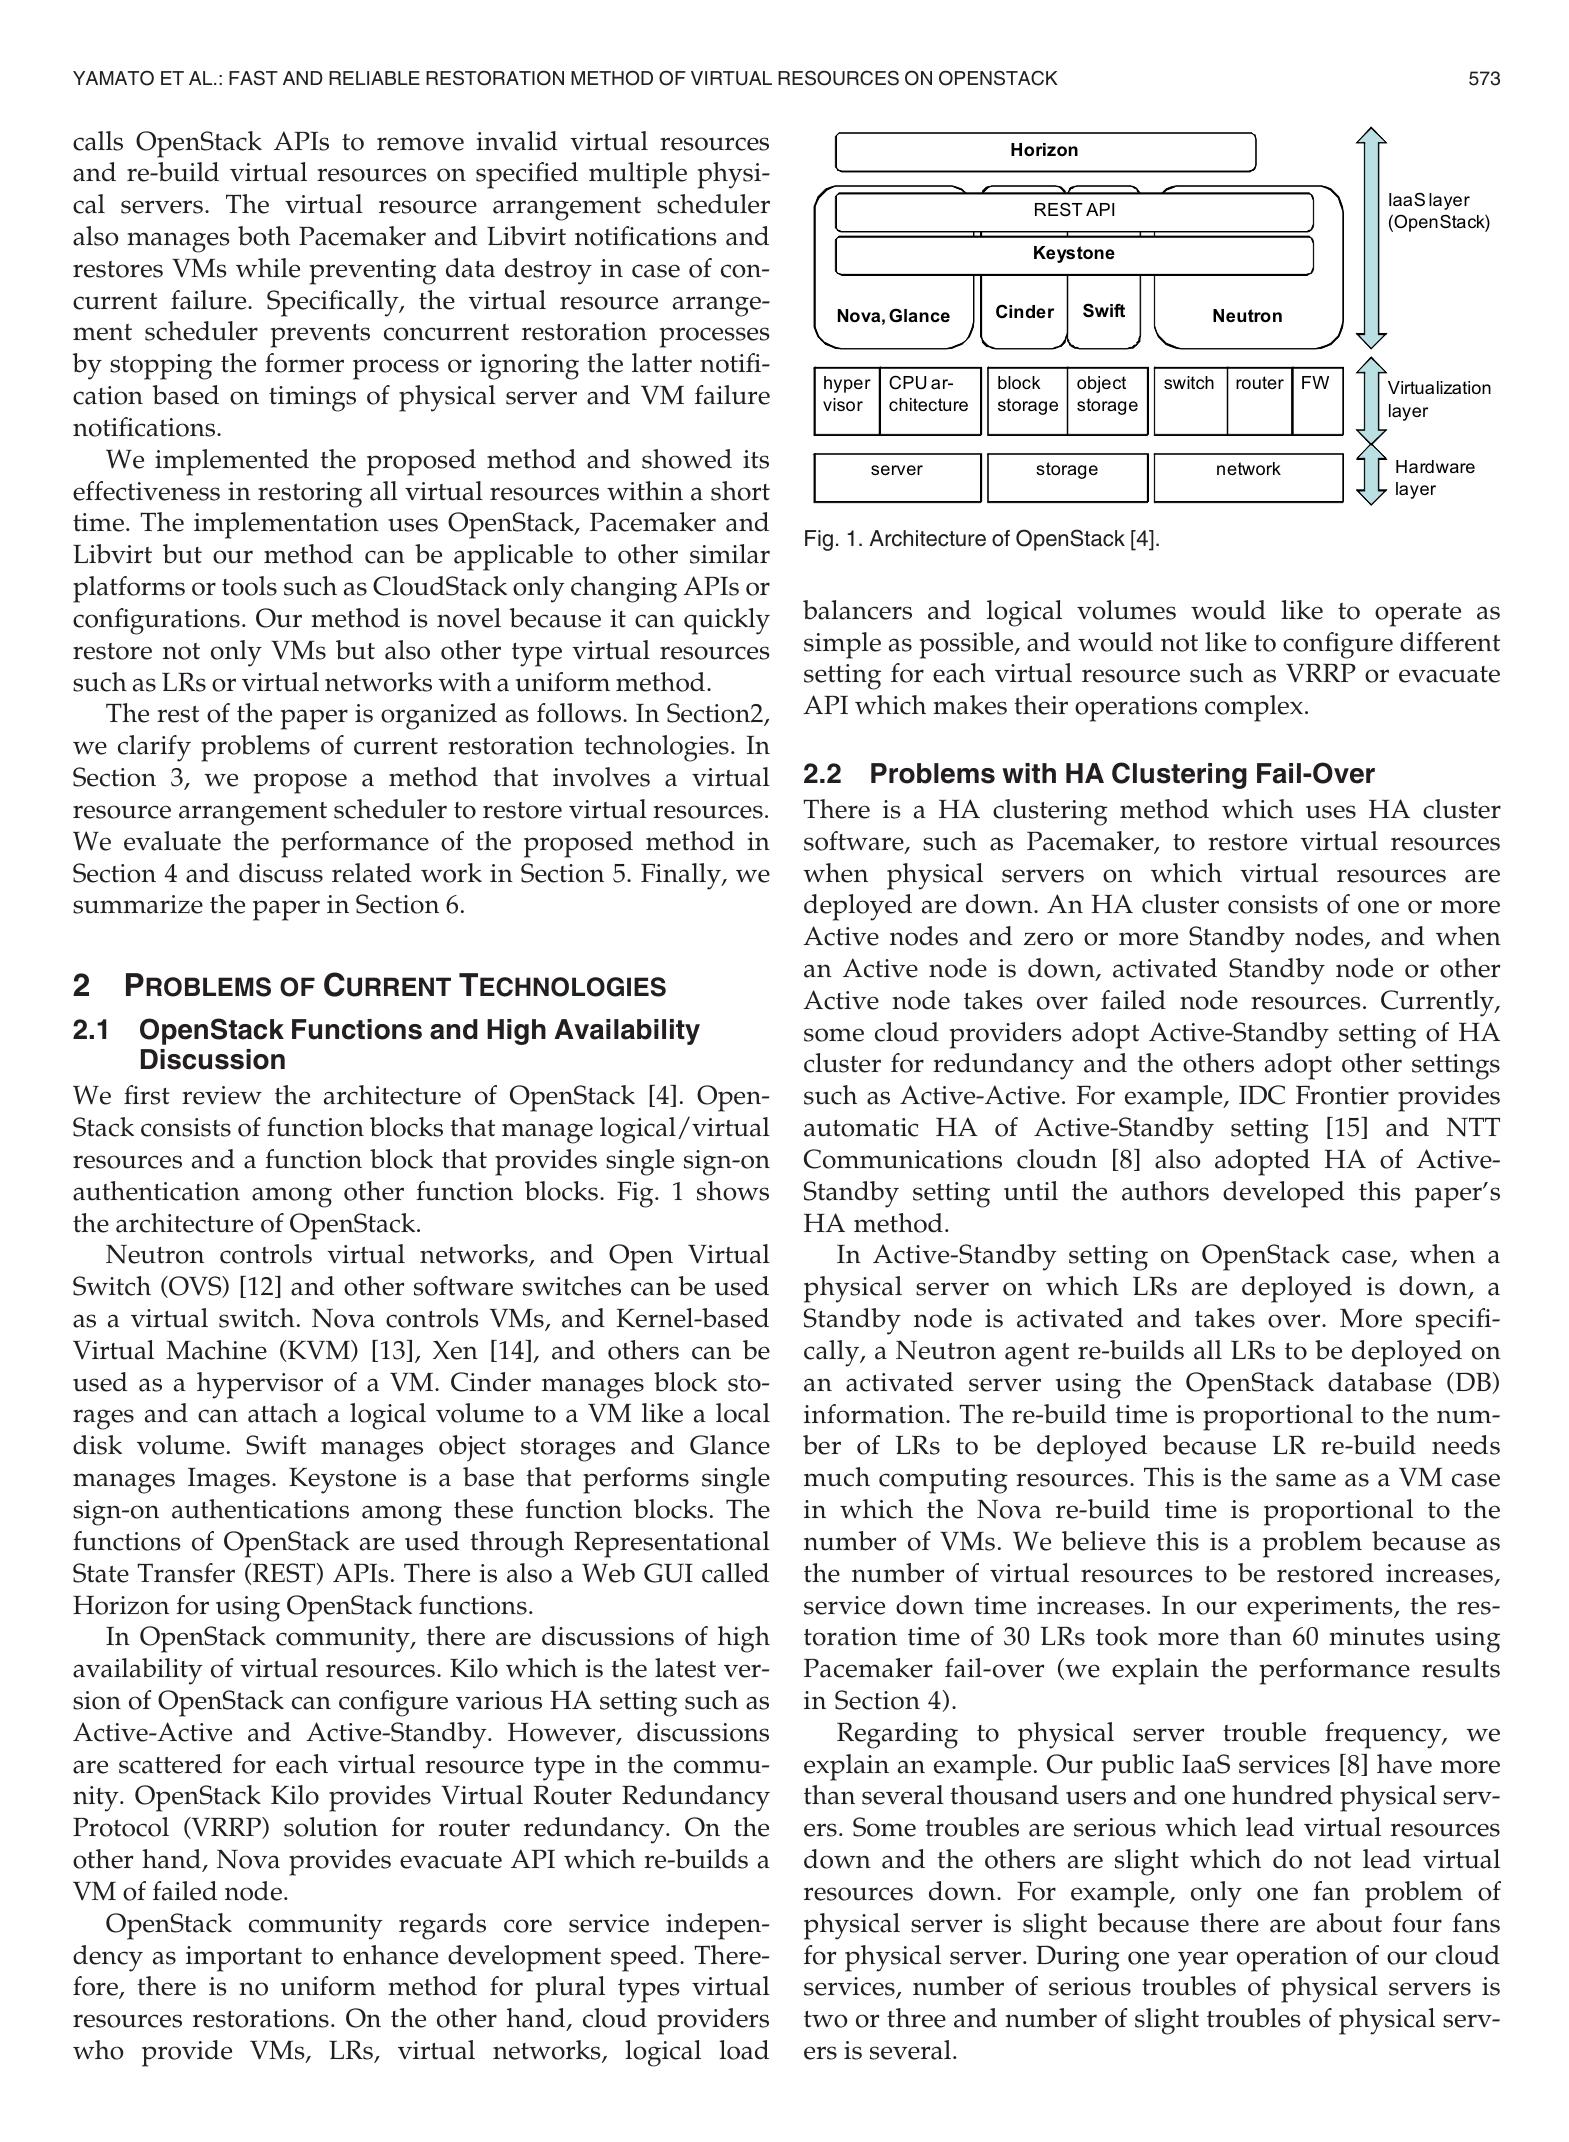 YAMATO ET AL.: FAST AND RELIABLE RESTORATION METHOD OF VIRTUAL RESOURCES ON OPENSTACK 573
calls OpenStack APIs to remove invalid virtual resources
and re-build virtual resources on specified multiple physi-
cal servers. The virtual resource arrangement scheduler
also manages both Pacemaker and Libvirt notifications and
restores VMs while preventing data destroy in case of con-
current failure. Specifically, the virtual resource arrange-
ment scheduler prevents concurrent restoration processes
by stopping the former process or ignoring the latter notifi-
cation based on timings of physical server and VM failure
notifications.
We implemented the proposed method and showed its
effectiveness in restoring all virtual resources within a short
time. The implementation uses OpenStack, Pacemaker and
Libvirt but our method can be applicable to other similar
platforms or tools such as CloudStack only changing APIs or
configurations. Our method is novel because it can quickly
restore not only VMs but also other type virtual resources
such as LRs or virtual networks with a uniform method.
The rest of the paper is organized as follows. In Section2,
we clarify problems of current restoration technologies. In
Section 3, we propose a method that involves a virtual
resource arrangement scheduler to restore virtual resources.
We evaluate the performance of the proposed method in
Section 4 and discuss related work in Section 5. Finally, we
summarize the paper in Section 6.
2 PROBLEMS OF CURRENT TECHNOLOGIES
2.1 OpenStack Functions and High Availability
Discussion
We first review the architecture of OpenStack [4]. Open-
Stack consists of function blocks that manage logical/virtual
resources and a function block that provides single sign-on
authentication among other function blocks. Fig. 1 shows
the architecture of OpenStack.
Neutron controls virtual networks, and Open Virtual
Switch (OVS) [12] and other software switches can be used
as a virtual switch. Nova controls VMs, and Kernel-based
Virtual Machine (KVM) [13], Xen [14], and others can be
used as a hypervisor of a VM. Cinder manages block sto-
rages and can attach a logical volume to a VM like a local
disk volume. Swift manages object storages and Glance
manages Images. Keystone is a base that performs single
sign-on authentications among these function blocks. The
functions of OpenStack are used through Representational
State Transfer (REST) APIs. There is also a Web GUI called
Horizon for using OpenStack functions.
In OpenStack community, there are discussions of high
availability of virtual resources. Kilo which is the latest ver-
sion of OpenStack can configure various HA setting such as
Active-Active and Active-Standby. However, discussions
are scattered for each virtual resource type in the commu-
nity. OpenStack Kilo provides Virtual Router Redundancy
Protocol (VRRP) solution for router redundancy. On the
other hand, Nova provides evacuate API which re-builds a
VM of failed node.
OpenStack community regards core service indepen-
dency as important to enhance development speed. There-
fore, there is no uniform method for plural types virtual
resources restorations. On the other hand, cloud providers
who provide VMs, LRs, virtual networks, logical load
Horizon
REST API
Keystone
Nova, Glance Cinder Swift Neutron
IaaS layer
(OpenStack)
hyper
visor
CPU ar-
chitecture
block
storage
object
storage
switch router FW
Virtualization
layer
server storage network
Hardware
layer
Fig. 1. Architecture of OpenStack [4].
balancers and logical volumes would like to operate as
simple as possible, and would not like to configure different
setting for each virtual resource such as VRRP or evacuate
API which makes their operations complex.
2.2 Problems with HA Clustering Fail-Over
There is a HA clustering method which uses HA cluster
software, such as Pacemaker, to restore virtual resources
when physical servers on which virtual resources are
deployed are down. An HA cluster consists of one or more
Active nodes and zero or more Standby nodes, and when
an Active node is down, activated Standby node or other
Active node takes over failed node resources. Currently,
some cloud providers adopt Active-Standby setting of HA
cluster for redundancy and the others adopt other settings
such as Active-Active. For example, IDC Frontier provides
automatic HA of Active-Standby setting [15] and NTT
Communications cloudn [8] also adopted HA of Active-
Standby setting until the authors developed this paper's
HA method.
In Active-Standby setting on OpenStack case, when a
physical server on which LRs are deployed is down, a
Standby node is activated and takes over. More specifi-
cally, a Neutron agent re-builds all LRs to be deployed on
an activated server using the OpenStack database (DB)
information. The re-build time is proportional to the num-
ber of LRs to be deployed because LR re-build needs
much computing resources. This is the same as a VM case
in which the Nova re-build time is proportional to the
number of VMs. We believe this is a problem because as
the number of virtual resources to be restored increases,
service down time increases. In our experiments, the res-
toration time of 30 LRs took more than 60 minutes using
Pacemaker fail-over (we explain the performance results
in Section 4).
Regarding to physical server trouble frequency, we
explain an example. Our public IaaS services [8] have more
than several thousand users and one hundred physical serv-
ers. Some troubles are serious which lead virtual resources
down and the others are slight which do not lead virtual
resources down. For example, only one fan problem of
physical server is slight because there are about four fans
for physical server. During one year operation of our cloud
services, number of serious troubles of physical servers is
two or three and number of slight troubles of physical serv-
ers is several.